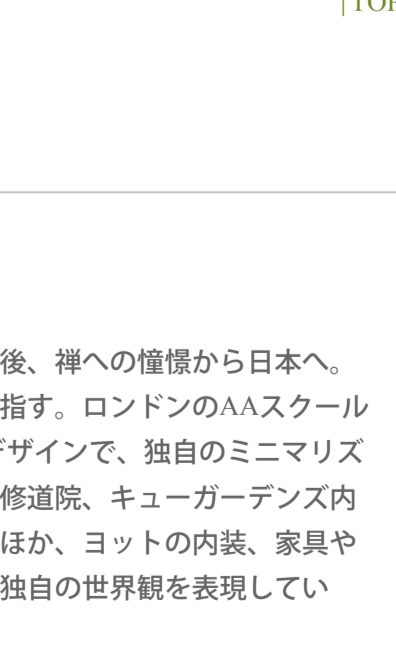 | TOP
後、禅への憧憬から日本へ。
指す。ロンドンのAAスクール
デザインで、独自のミニマリズ
修道院、キューガーデンズ内
ほか、ヨットの内装、家具や
独自の世界観を表現してい